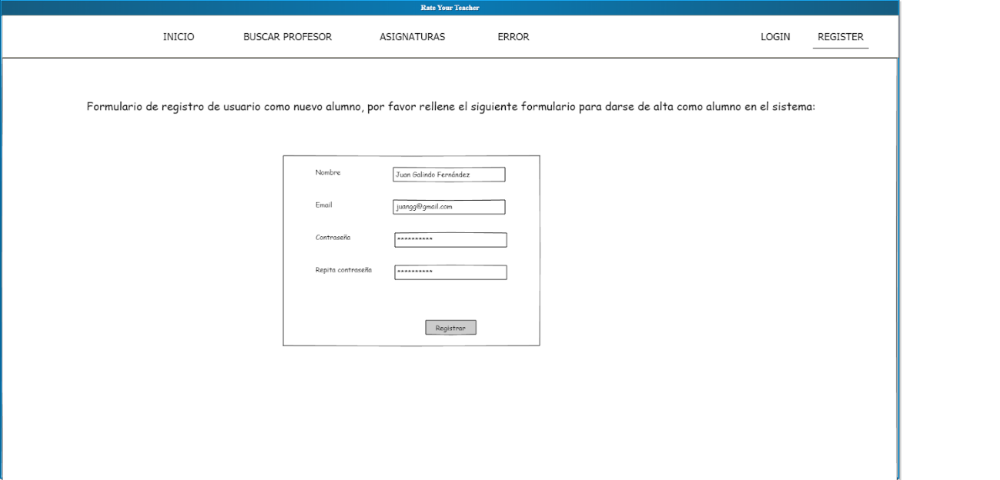 Rate Your Teacher
INICIO BUSCAR PROFESOR ASIGNATURAS ERROR LOGIN REGISTER
Formulario de registro de usuario como nuevo alumno, por favor rellene el siguiente formulario para darse de alta como alumno en el sistema:
Nombre Juan Galindo Fernández
Email juangg@gmail.com
Contraseña **********
Repita contraseña **********
Registrar